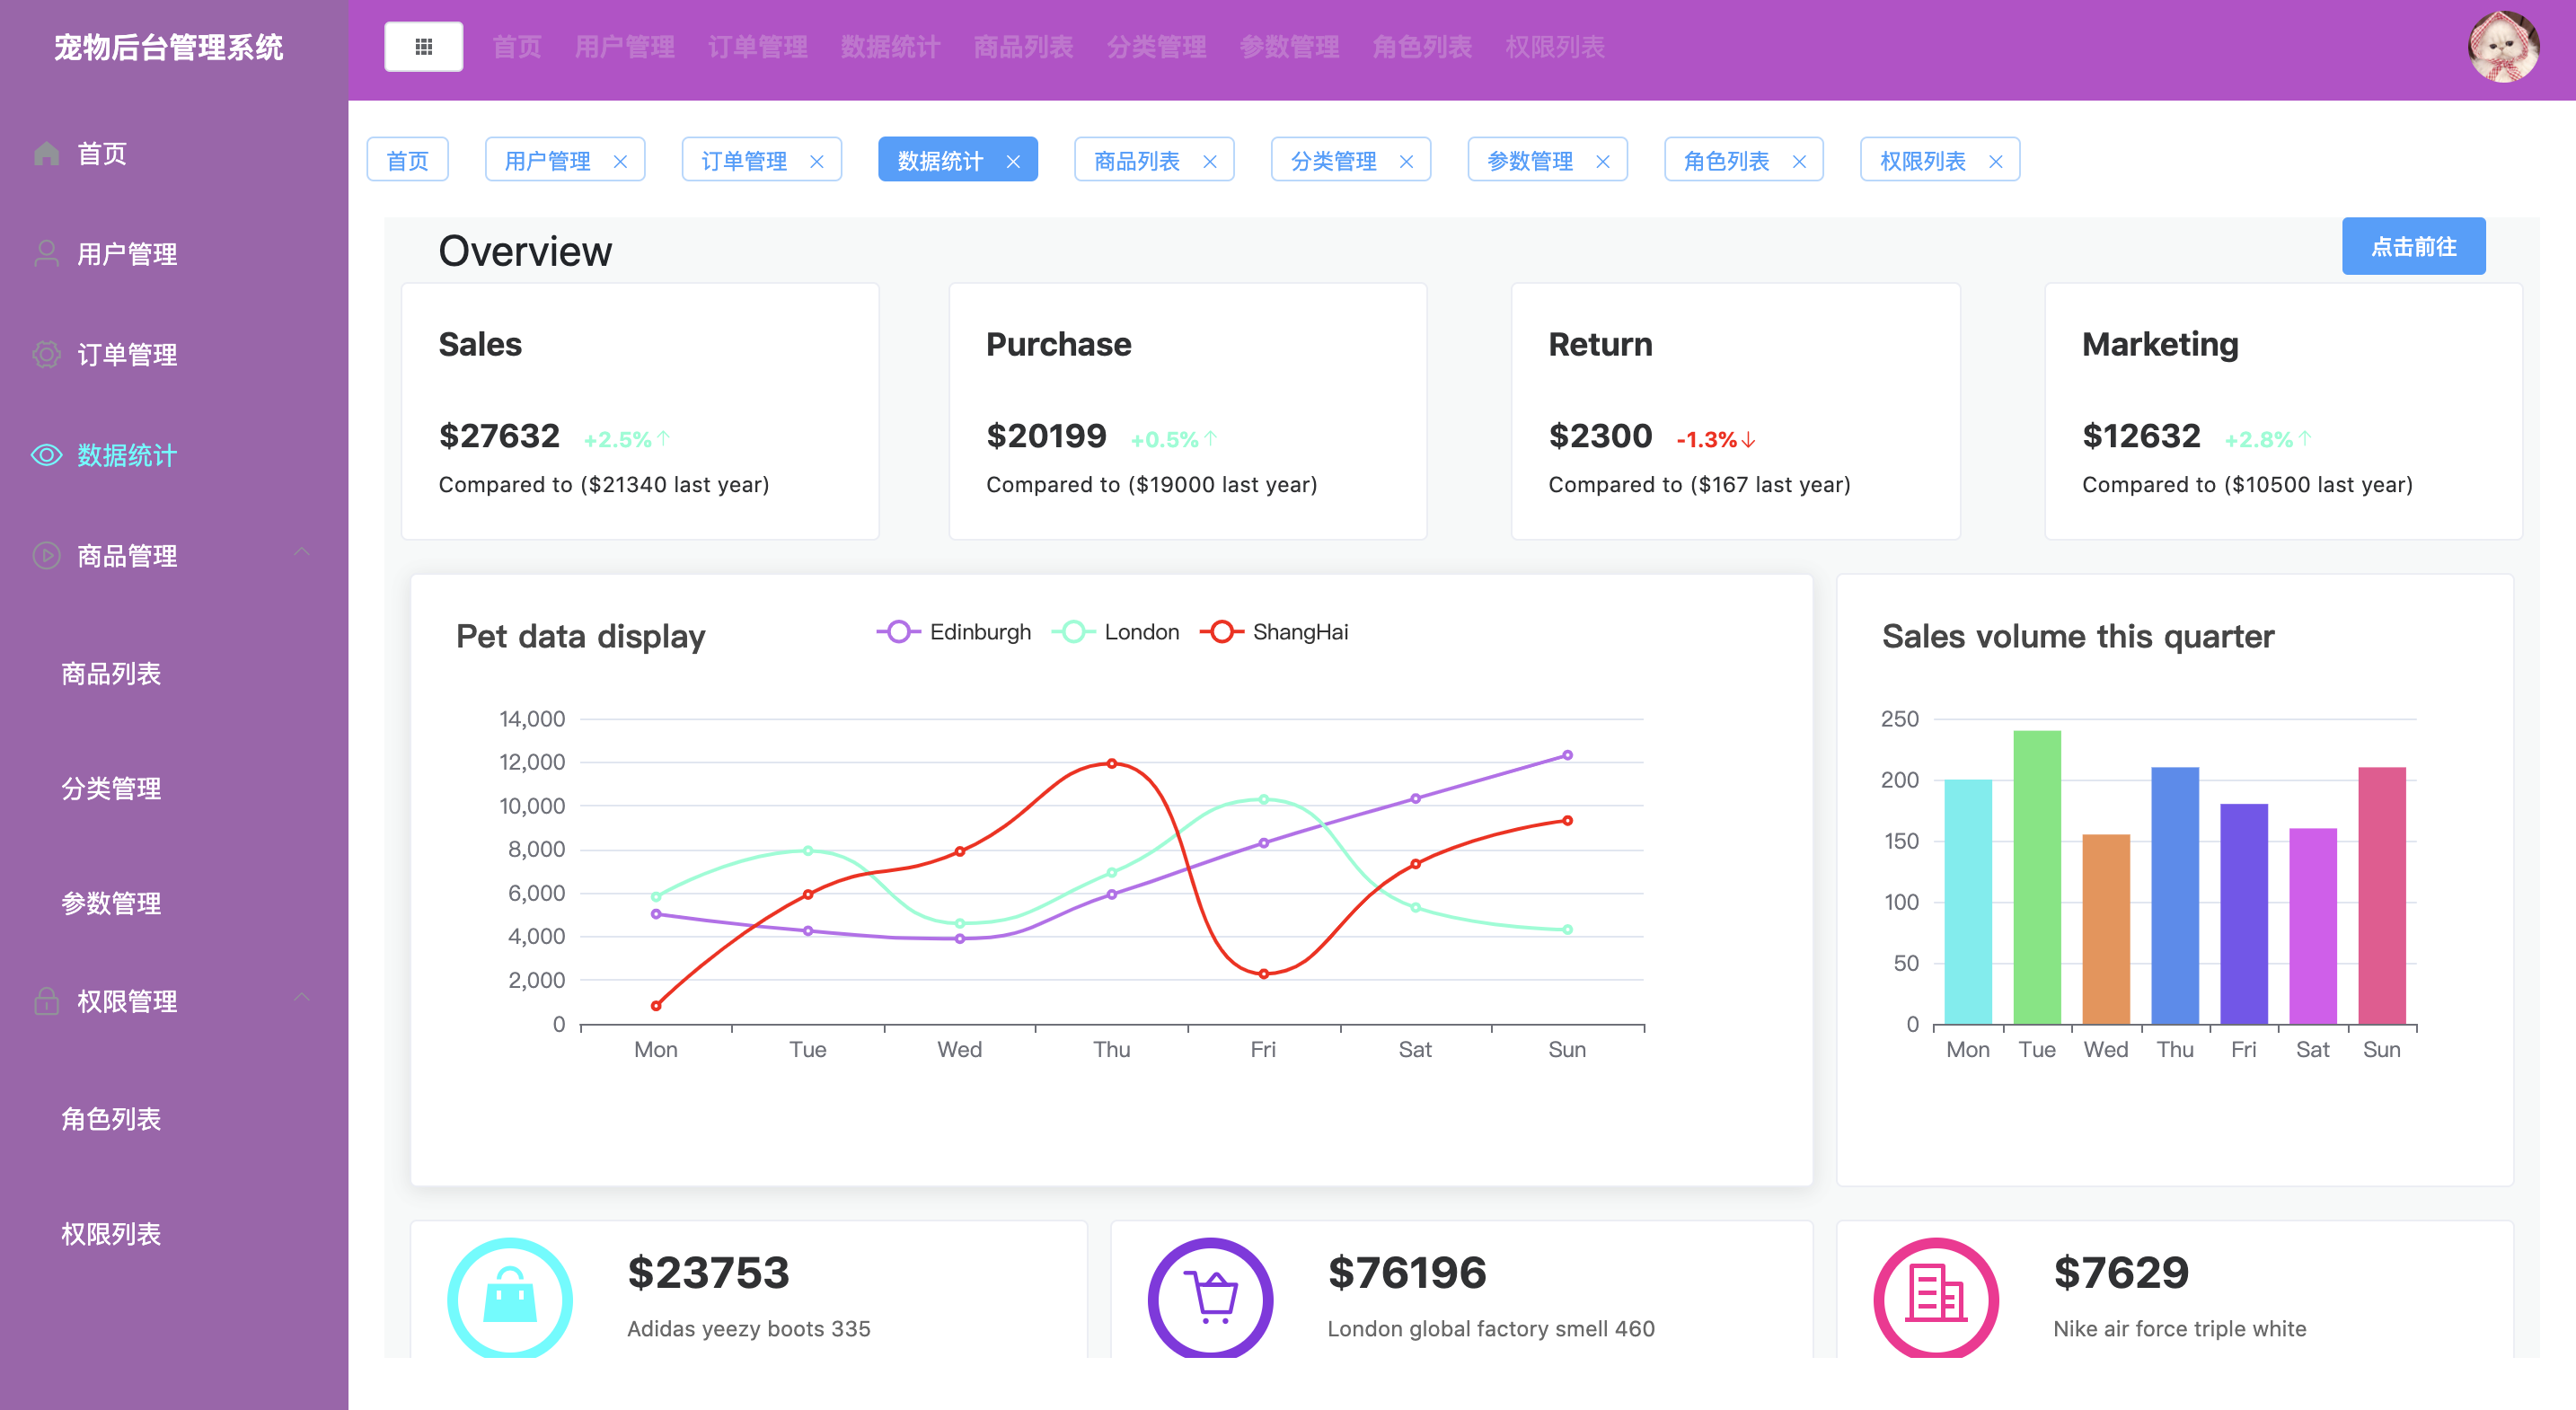 宠物后台管理系统
首页
用户管理
订单管理
数据统计
商品管理
商品列表
分类管理
参数管理
权限管理
角色列表
权限列表
首页 用户管理 订单管理 数据统计 商品列表 分类管理 参数管理 角色列表 权限列表
首页 用户管理 订单管理 数据统计 商品列表 分类管理 参数管理 角色列表 权限列表
Overview
点击前往
Sales
$27632 +2.5%↑
Compared to ($21340 last year)
Purchase
$20199 +0.5%↑
Compared to ($19000 last year)
Return
$2300 -1.3%↓
Compared to ($167 last year)
Marketing
$12632 +2.8%↑
Compared to ($10500 last year)
Pet data display
Edinburgh London ShangHai
14,000
12,000
10,000
8,000
6,000
4,000
2,000
0
Mon Tue Wed Thu Fri Sat Sun
Sales volume this quarter
250
200
150
100
50
0
Mon Tue Wed Thu Fri Sat Sun
$23753
Adidas yeezy boots 335
$76196
London global factory smell 460
$7629
Nike air force triple white